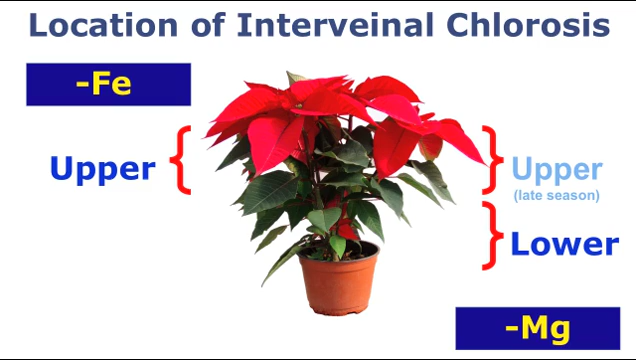 Location of Interveinal Chlorosis
-Fe
Upper
Upper
(late season)
Lower
-Mg